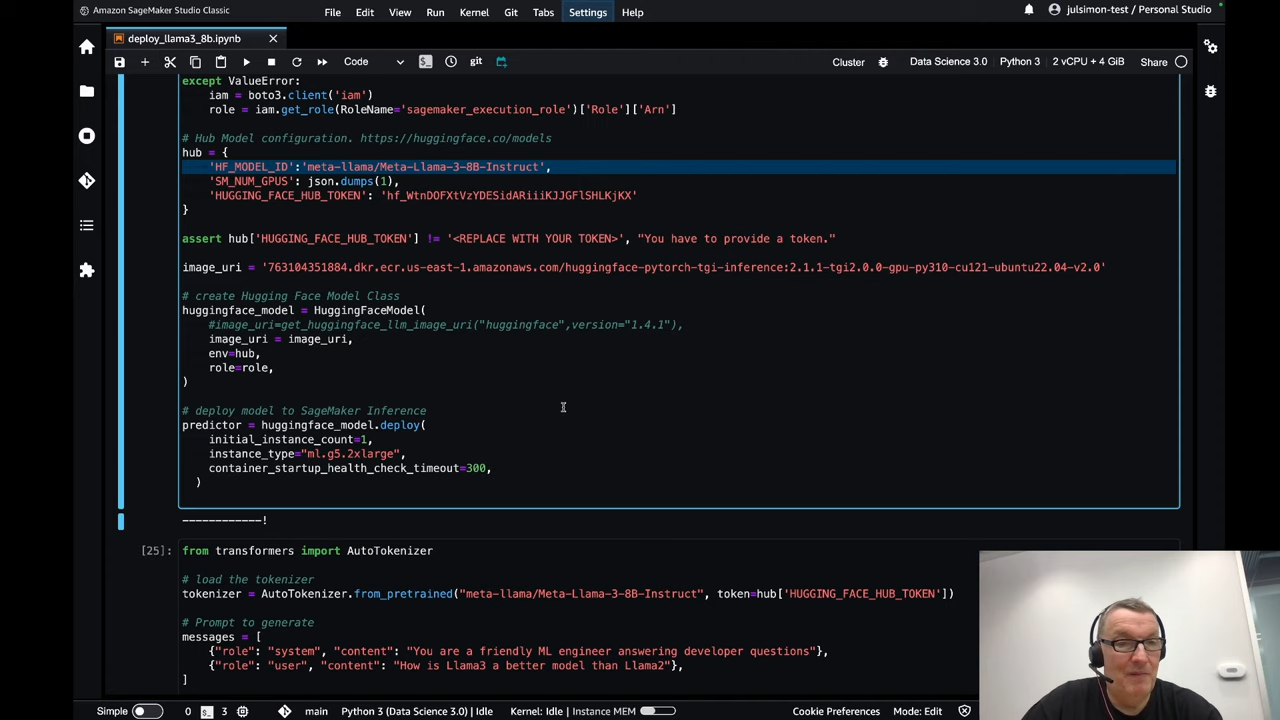 Amazon SageMaker Studio Classic
File Edit View Run Kernel Git Tabs Settings Help
julsimon-test / Personal Studio
deploy_llama3_8b.ipynb
Code
git
Cluster
Data Science 3.0
Python 3
2 vCPU + 4 GiB
Share
except ValueError:
    iam = boto3.client('iam')
    role = iam.get_role(RoleName='sagemaker_execution_role')['Role']['Arn']
# Hub Model configuration. https://huggingface.co/models
hub = {
    'HF_MODEL_ID':'meta-llama/Meta-Llama-3-8B-Instruct',
    'SM_NUM_GPUS': json.dumps(1),
    'HUGGING_FACE_HUB_TOKEN': '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'
}
assert hub['HUGGING_FACE_HUB_TOKEN'] != '<REPLACE WITH YOUR TOKEN>', "You have to provide a token."
image_uri = '763104351884.dkr.ecr.us-east-1.amazonaws.com/huggingface-pytorch-tgi-inference:2.1.1-tgi2.0.0-gpu-py310-cu121-ubuntu22.04-v2.0'
# create Hugging Face Model Class
huggingface_model = HuggingFaceModel(
    #image_uri=get_huggingface_llm_image_uri("huggingface",version="1.4.1"),
    image_uri = image_uri,
    env=hub,
    role=role,
)
# deploy model to SageMaker Inference
predictor = huggingface_model.deploy(
    initial_instance_count=1,
    instance_type="ml.g5.2xlarge",
    container_startup_health_check_timeout=300,
  )
------------!
[25]:
from transformers import AutoTokenizer
# load the tokenizer
tokenizer = AutoTokenizer.from_pretrained("meta-llama/Meta-Llama-3-8B-Instruct", token=hub['HUGGING_FACE_HUB_TOKEN'])
# Prompt to generate
messages = [
    {"role": "system", "content": "You are a friendly ML engineer answering developer questions"},
    {"role": "user", "content": "How is Llama3 a better model than Llama2"},
]
Simple
0
3
main
Python 3 (Data Science 3.0) | Idle
Kernel: Idle | Instance MEM
Cookie Preferences
Mode: Edit